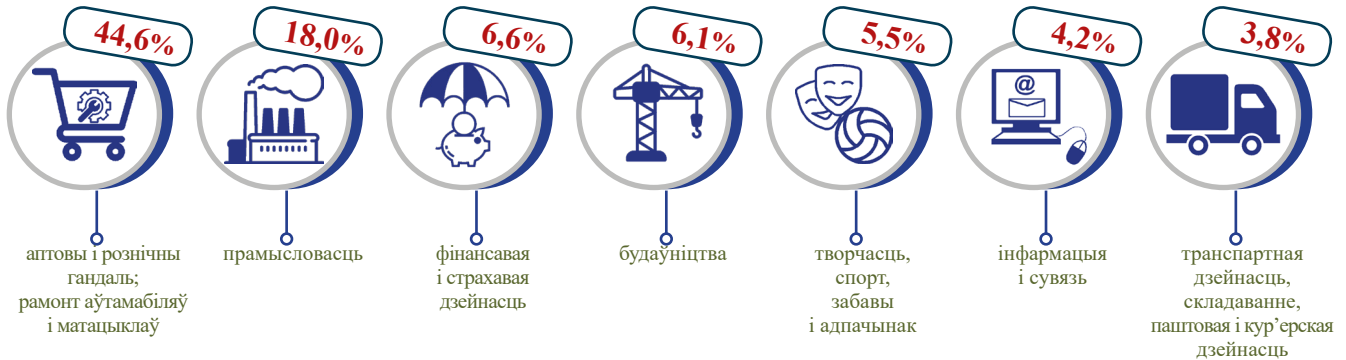 44,6%
18,0%
6,6%
6,1%
5,5%
4,2%
3,8%
@
аптовы і рознічны
гандаль;
рамонт аўтамабіляў
і матацыклаў
прамысловасць
фінансавая
і страхавая
дзейнасць
будаўніцтва
творчасць,
спорт,
забавы
і адпачынак
інфармацыя
і сувязь
транспартная
дзейнасць,
складаванне,
паштовая і кур’ерская
дзейнасць